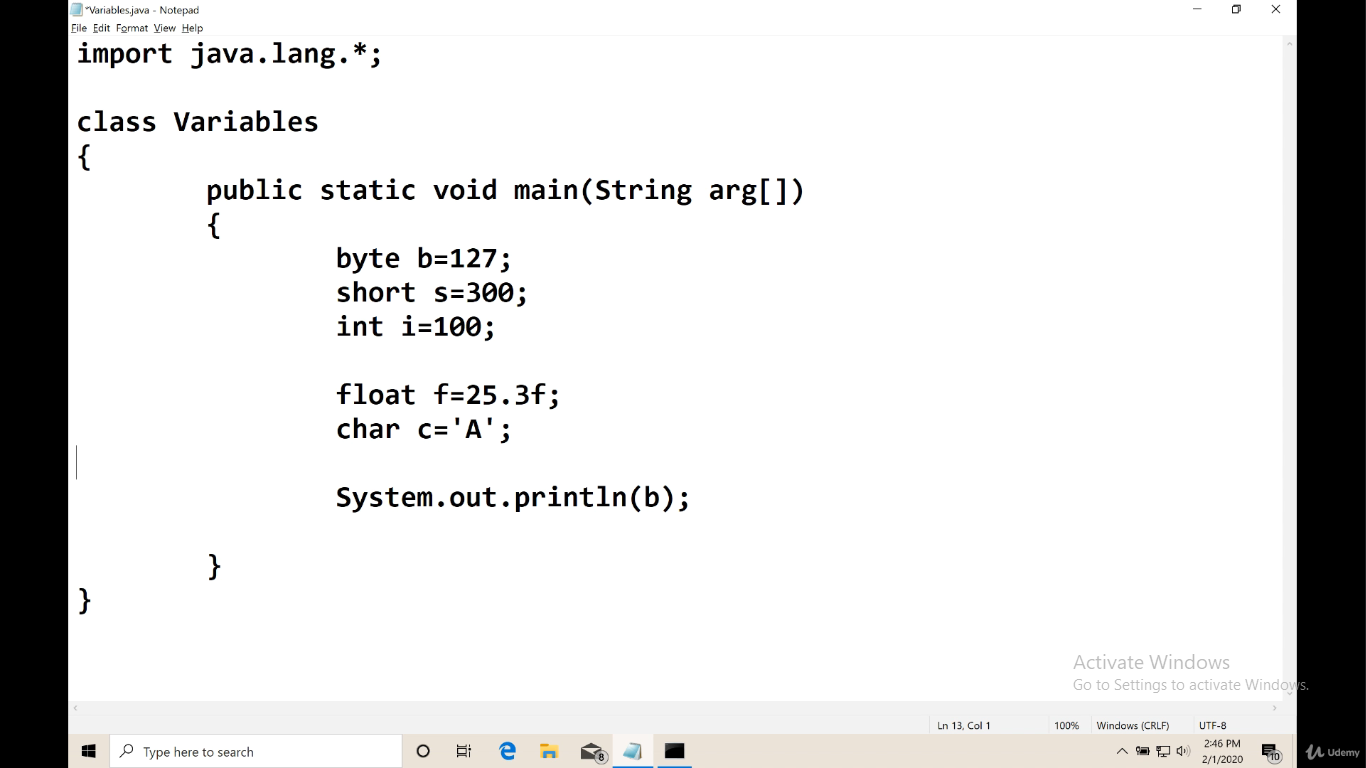 *Variables.java - Notepad
File Edit Format View Help
import java.lang.*;
class Variables
{
public static void main(String arg[])
{
byte b=127;
short s=300;
int i=100;
float f=25.3f;
char c='A';
System.out.println(b);
}
}
Activate Windows
Go to Settings to activate Windows.
Ln 13, Col 1 100% Windows (CRLF) UTF-8
Type here to search 8 2:46 PM 10 Udemy
2/1/2020